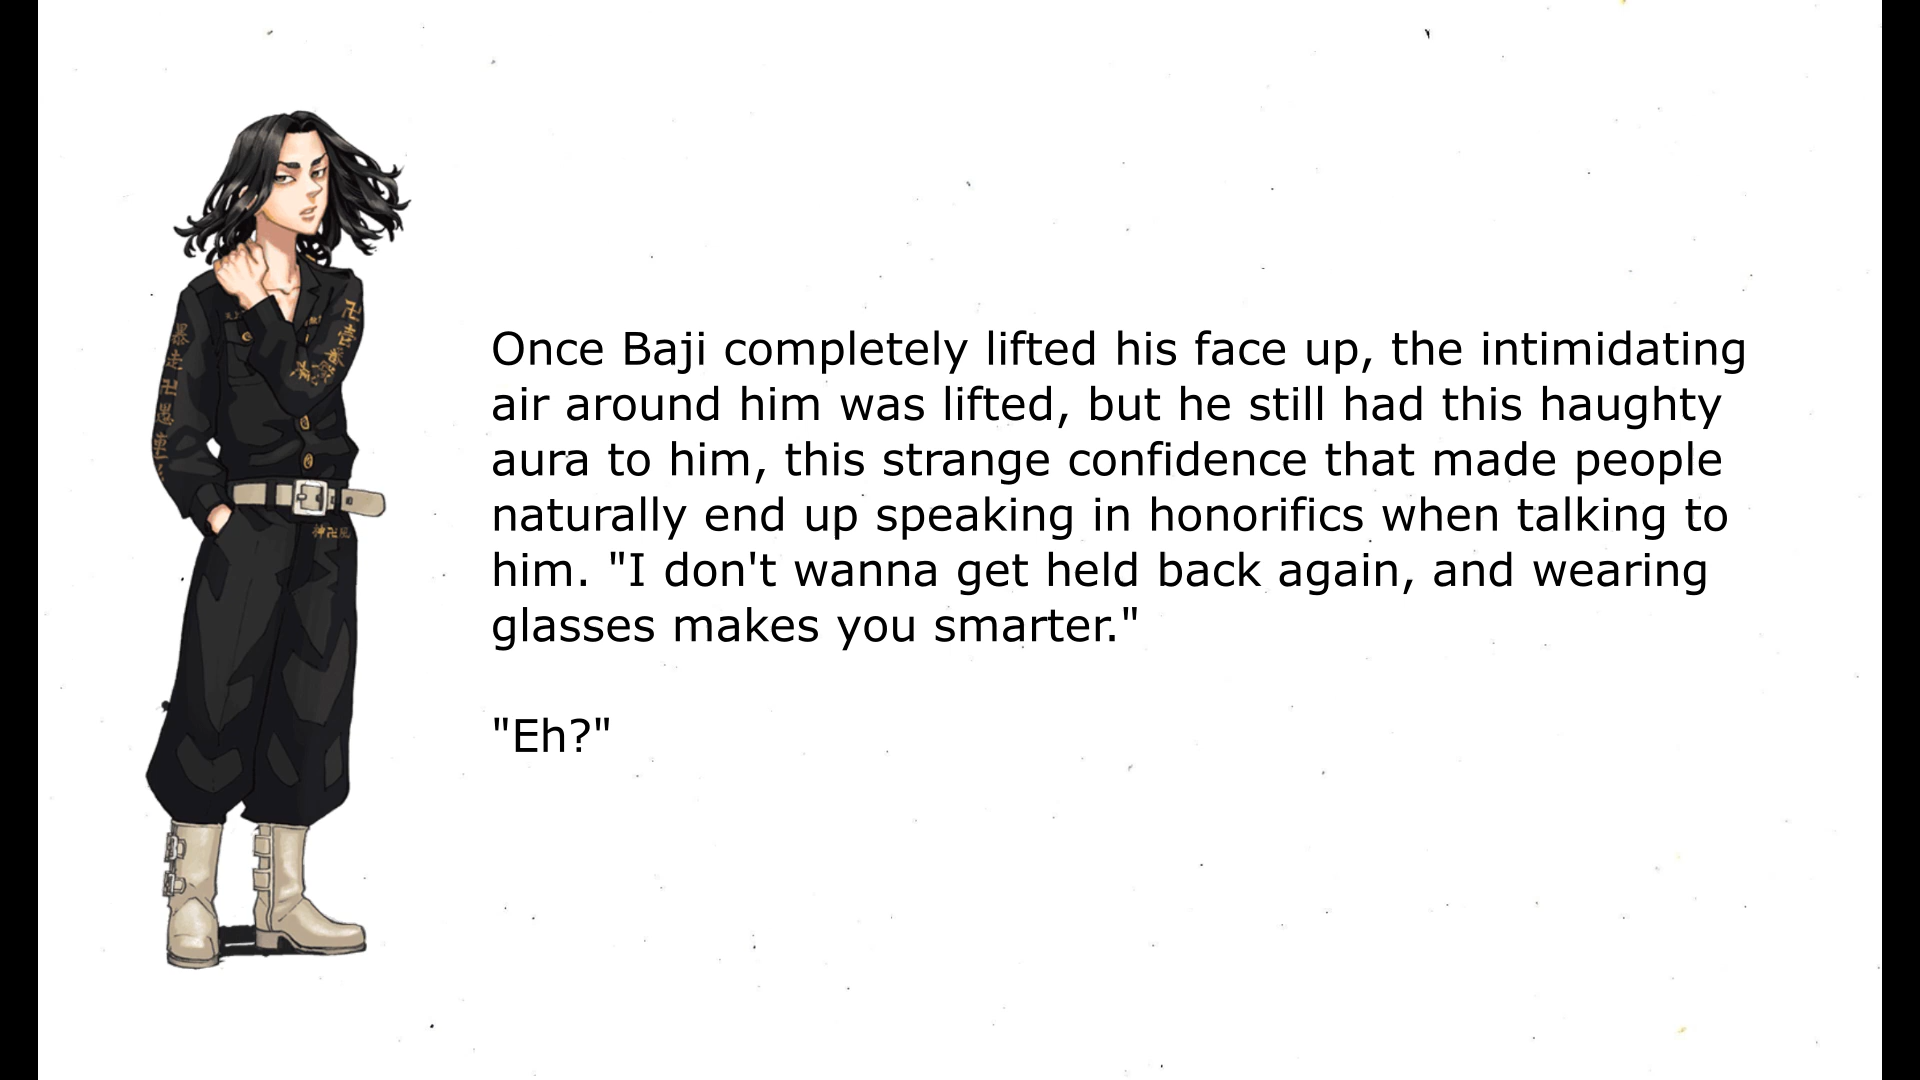 Once Baji completely lifted his face up, the intimidating
air around him was lifted, but he still had this haughty
aura to him, this strange confidence that made people
naturally end up speaking in honorifics when talking to
him. "I don't wanna get held back again, and wearing
glasses makes you smarter."
"Eh?"